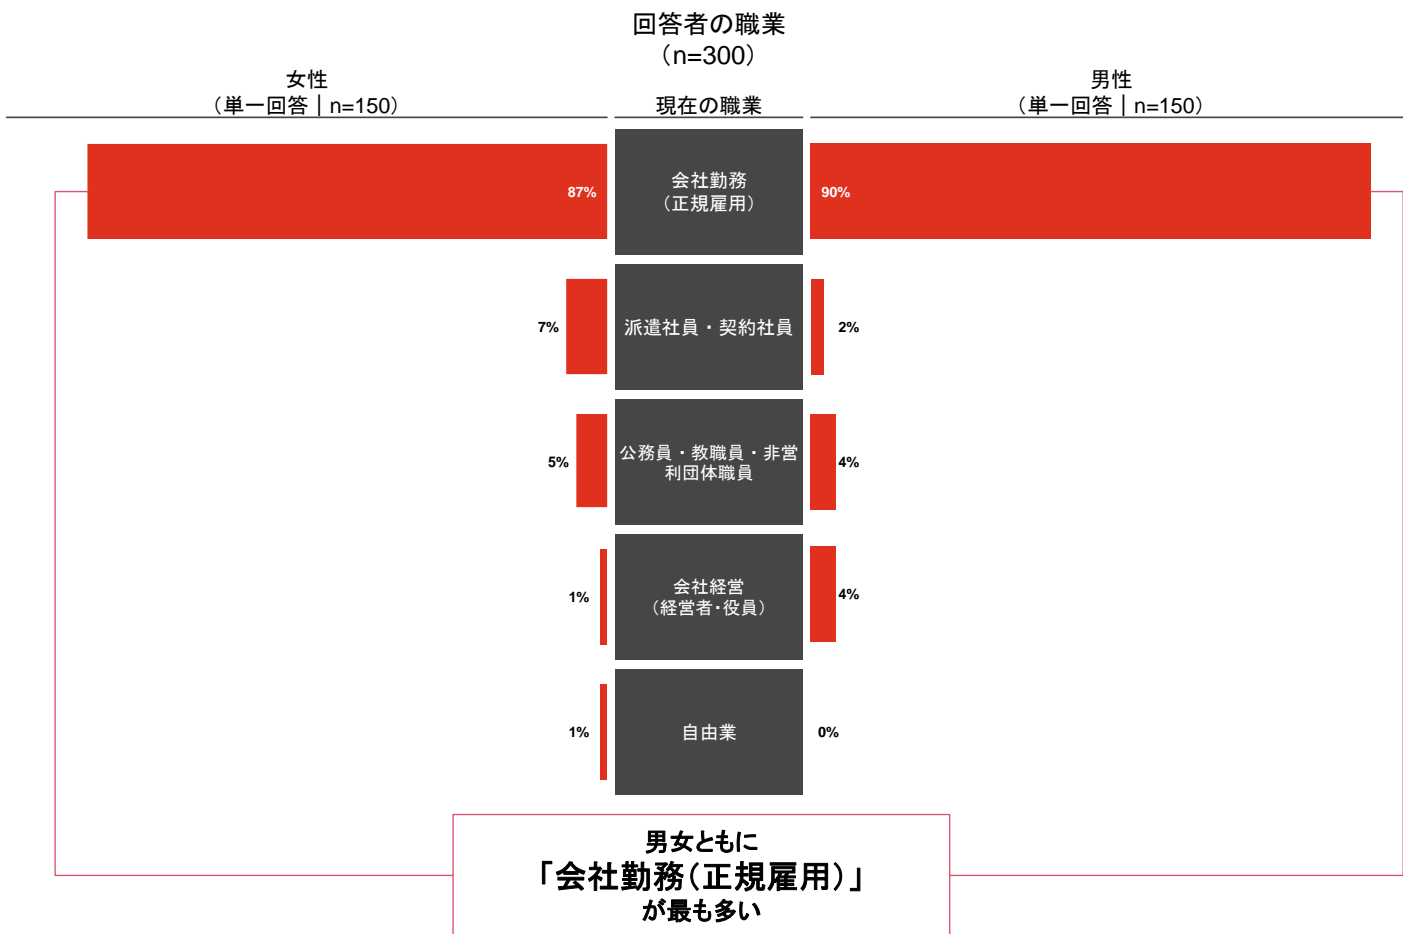 回答者の職業
（n=300）
女性
（単一回答｜n=150）
現在の職業
男性
（単一回答｜n=150）
87%
会社勤務
（正規雇用）
90%
7%
派遣社員・契約社員
2%
5%
公務員・教職員・非営
利団体職員
4%
1%
会社経営
（経営者・役員）
4%
1%
自由業
0%
男女ともに
「会社勤務（正規雇用）」
が最も多い